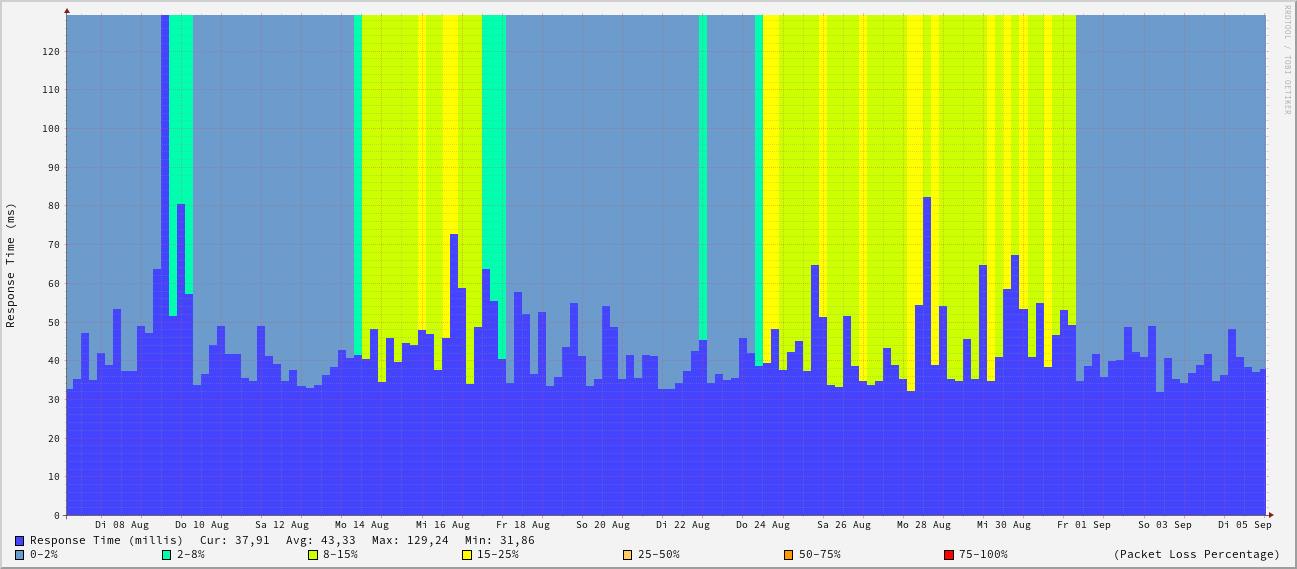 RRDTOOL / TOBI OETIKER
Response Time (ms)
120
110
100
90
80
70
60
50
40
30
20
10
0
Di 08 Aug Do 10 Aug Sa 12 Aug Mo 14 Aug Mi 16 Aug Fr 18 Aug So 20 Aug Di 22 Aug Do 24 Aug Sa 26 Aug Mo 28 Aug Mi 30 Aug Fr 01 Sep So 03 Sep Di 05 Sep
Response Time (millis) Cur: 37,91 Avg: 43,33 Max: 129,24 Min: 31,86
0-2% 2-8% 8-15% 15-25% 25-50% 50-75% 75-100% (Packet Loss Percentage)